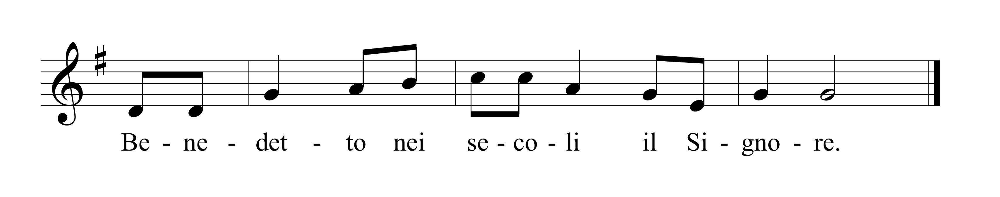 Be - ne - det - to nei se - co - li il Si - gno - re.